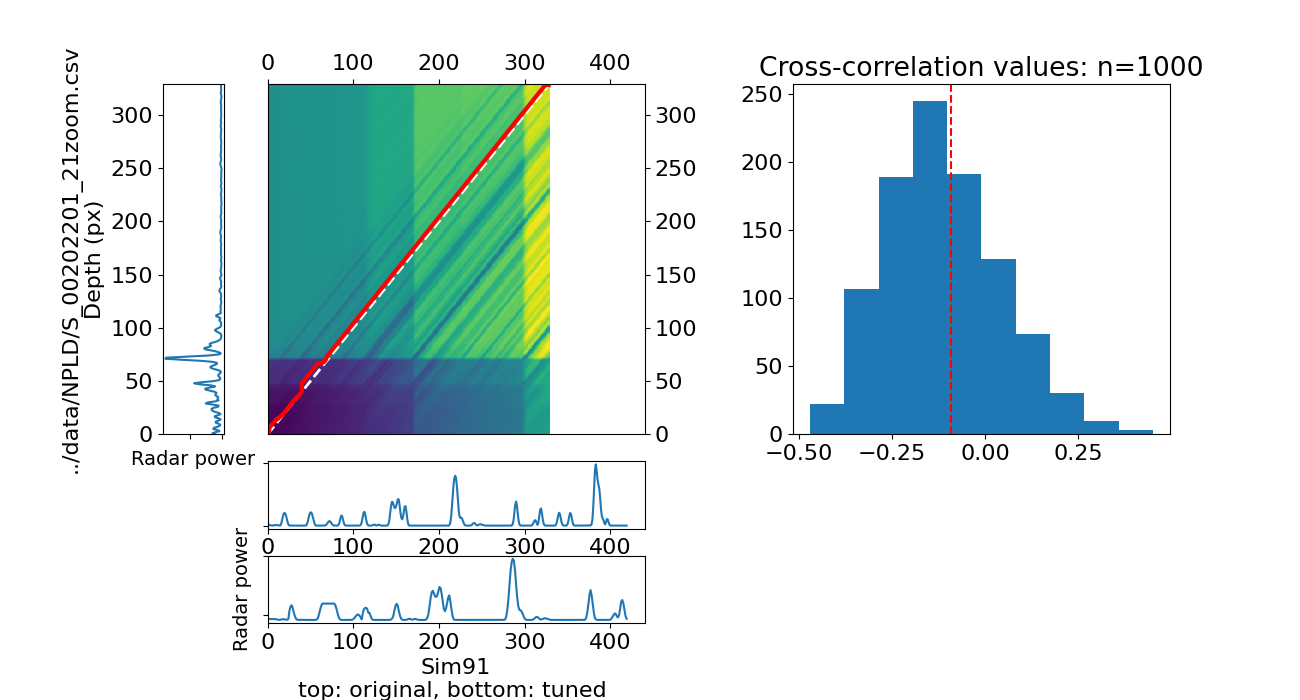 0 100 200 300 400
Cross-correlation values: n=1000
../data/NPLD/S_00202201_21zoom.csv
Depth (px)
300
250
200
150
100
50
0
300
250
200
150
100
50
0
250
200
150
100
50
0
−0.50 −0.25 0.00 0.25
Radar power
0 100 200 300 400
Radar power
0 100 200 300 400
Sim91
top: original, bottom: tuned